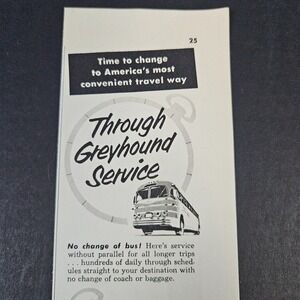 25
Time to change
to America's most
convenient travel way
Through
Greyhound
Service
No change of bus! Here's service
without parallel for all longer trips
. . . hundreds of daily through sched-
ules straight to your destination with
no change of coach or baggage.